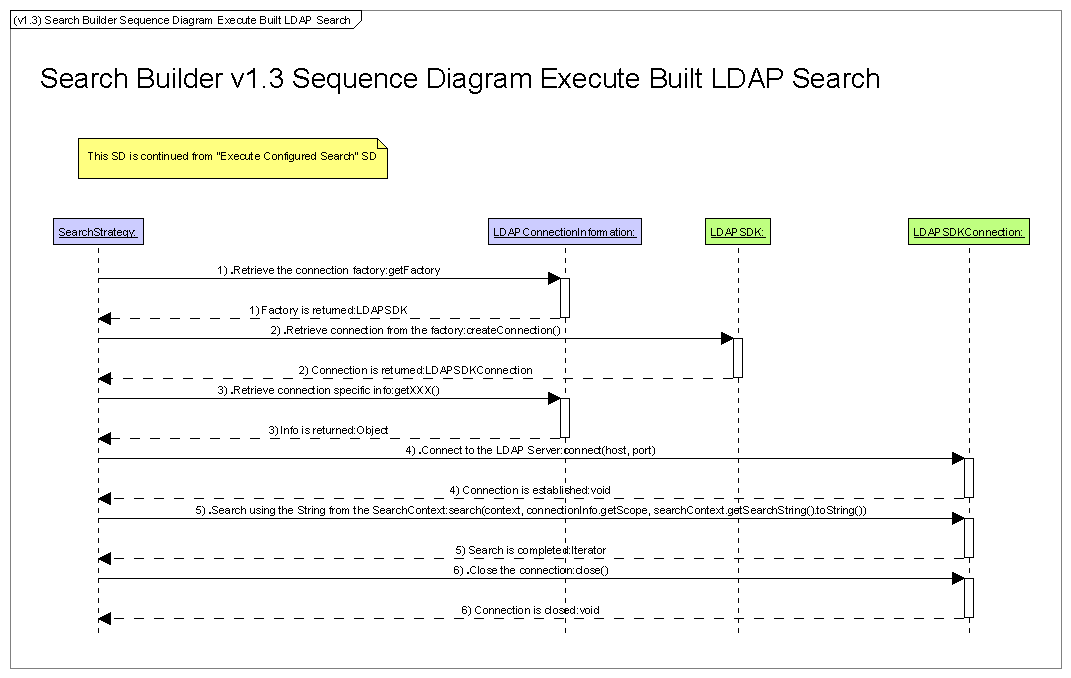 (v1.3) Search Builder Sequence Diagram Execute Built LDAP Search
Search Builder v1.3 Sequence Diagram Execute Built LDAP Search
This SD is continued from "Execute Configured Search" SD
SearchStrategy:
LDAPConnectionInformation:
LDAPSDK:
LDAPSDKConnection:
1) .Retrieve the connection factory:getFactory
1) Factory is returned:LDAPSDK
2) .Retrieve connection from the factory:createConnection()
2) Connection is returned:LDAPSDKConnection
3) .Retrieve connection specific info:getXXX()
3) Info is returned:Object
4) .Connect to the LDAP Server:connect(host, port)
4) Connection is established:void
5) .Search using the String from the SearchContext:search(context, connectionInfo.getScope, searchContext.getSearchString().toString())
5) Search is completed:Iterator
6) .Close the connection:close()
6) Connection is closed:void